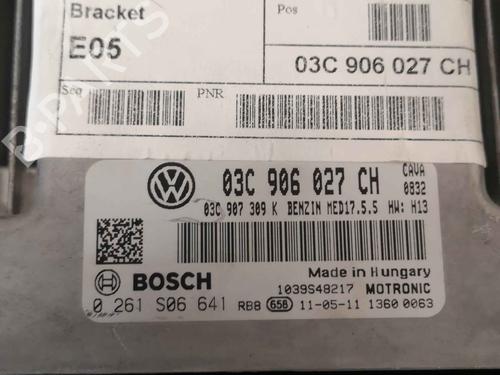 Bracket
Pos
E05
03C 906 027 CH
Seq
PNR
B-PARTS
03C 906 027 CH
CAVA
0832
03C 907 309 K BENZIN MED17.5.5 HW: H13
BOSCH
Made in Hungary
1039S48217 MOTRONIC
0 261 S06 641 RB8 658 11-05-11 1360 0063